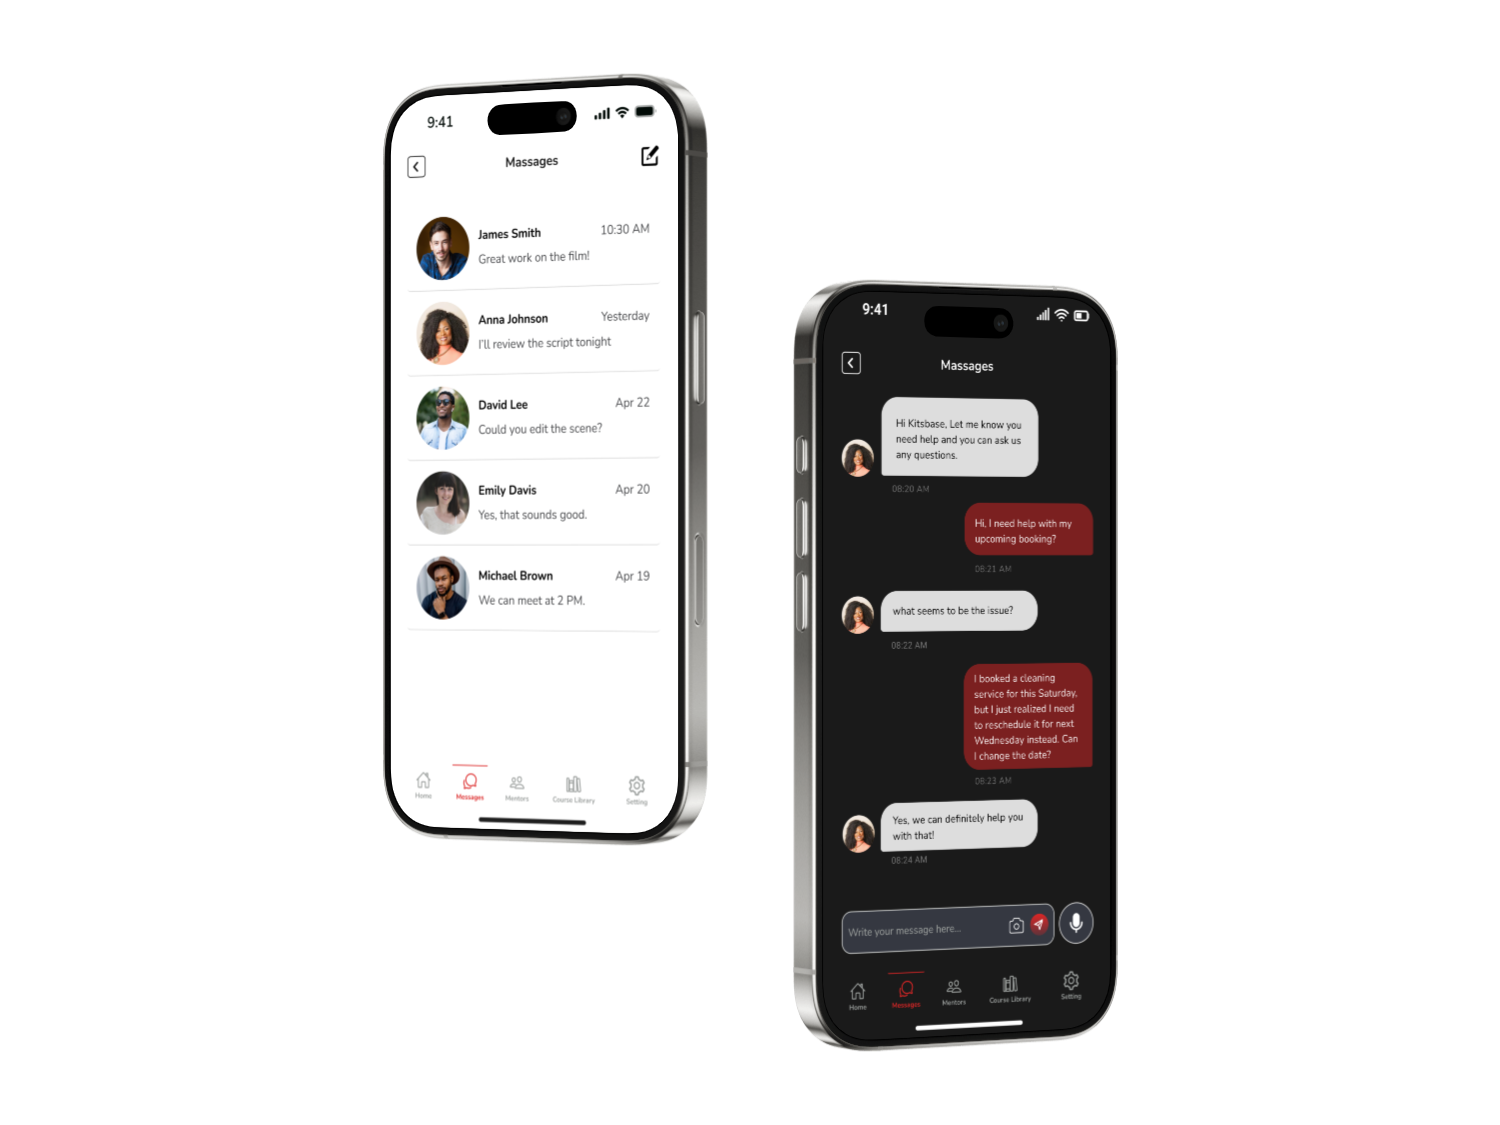 9:41
Massages
James Smith
10:30 AM
Great work on the film!
Anna Johnson
Yesterday
I'll review the script tonight
David Lee
Apr 22
Could you edit the scene?
Emily Davis
Apr 20
Yes, that sounds good.
Michael Brown
Apr 19
We can meet at 2 PM.
Home
Messages
Mentors
Course Library
Setting
9:41
Massages
Hi Kitsbase, Let me know you
need help and you can ask us
any questions.
08:20 AM
Hi, I need help with my
upcoming booking?
08:21 AM
what seems to be the issue?
08:22 AM
I booked a cleaning
service for this Saturday,
but I just realized I need
to reschedule it for next
Wednesday instead. Can
I change the date?
08:23 AM
Yes, we can definitely help you
with that!
08:24 AM
Write your message here...
Home
Messages
Mentors
Course Library
Setting